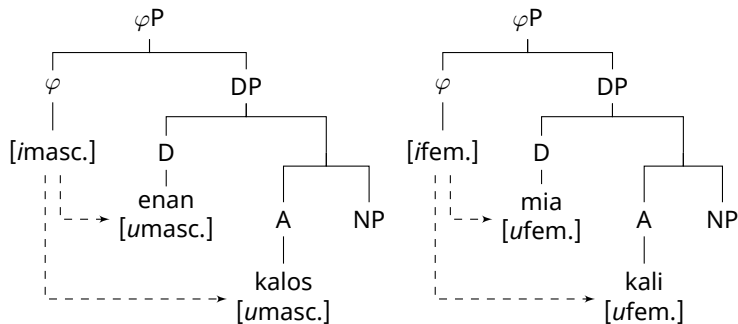 φP φP
φ DP φ DP
[imasc.] D [ifem.] D
enan mia
[umasc.] A NP [ufem.] A NP
kalos kali
[umasc.] [ufem.]